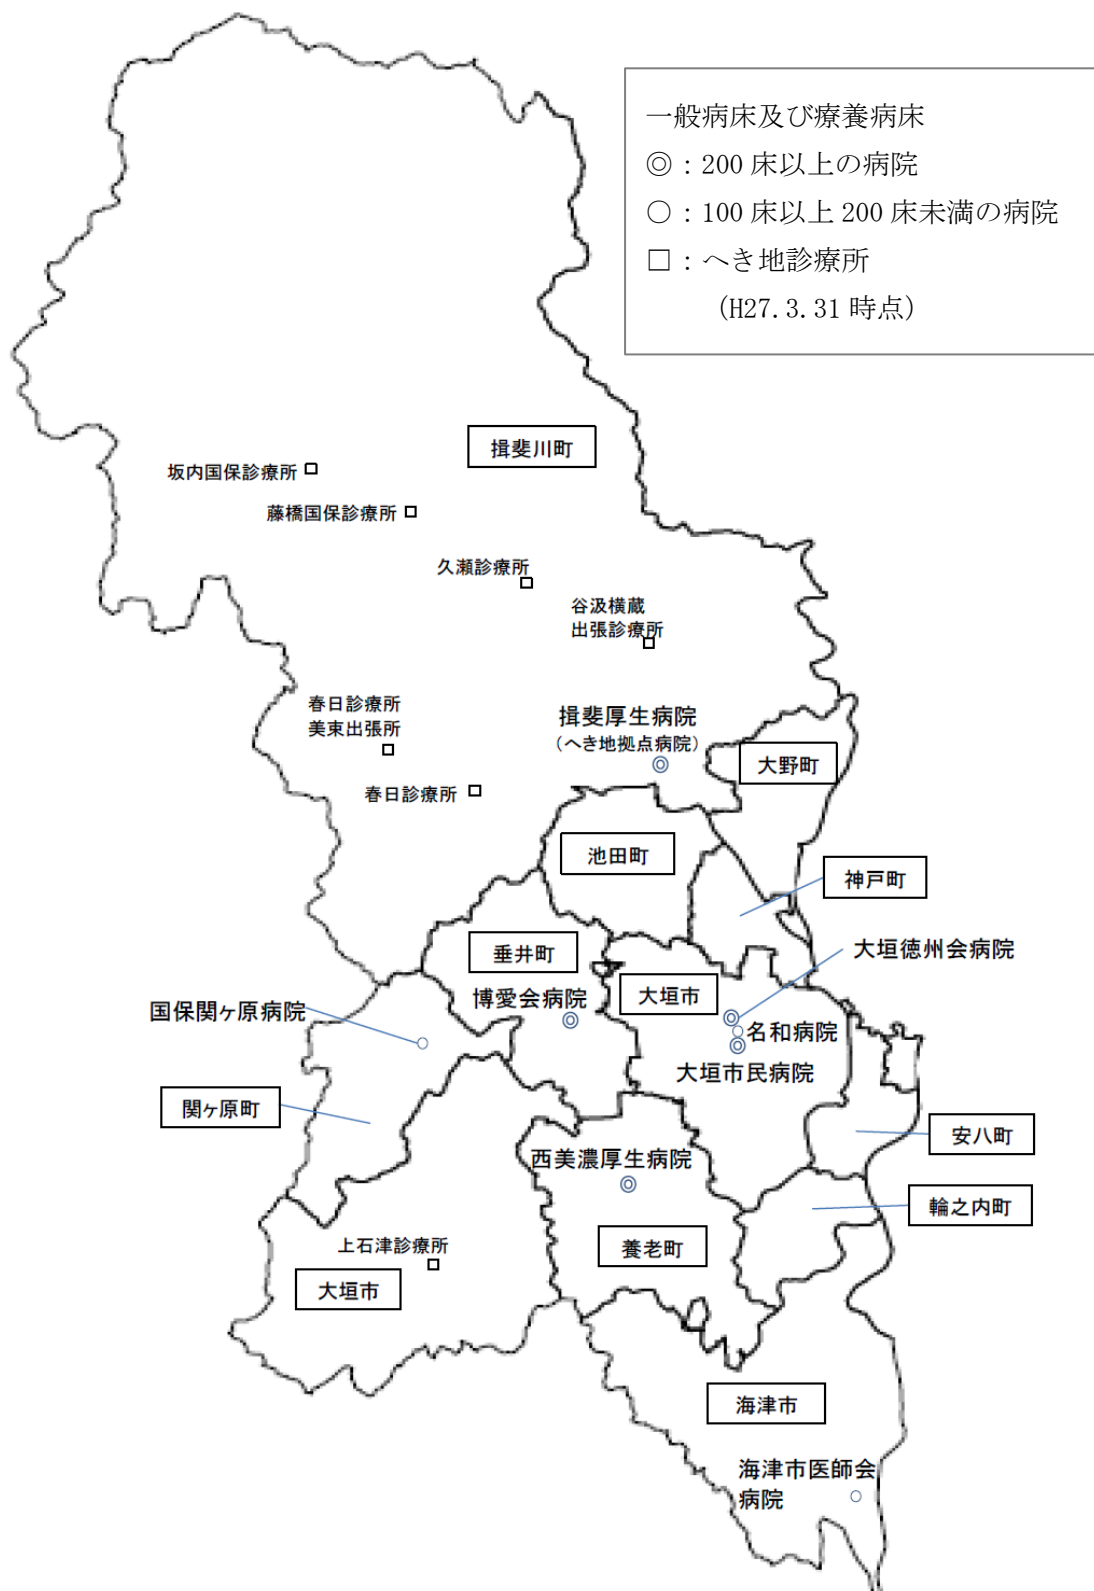 一般病床及び療養病床
◎：200 床以上の病院
○：100 床以上 200 床未満の病院
□：へき地診療所
(H27.3.31 時点)
揖斐川町
坂内国保診療所
藤橋国保診療所
久瀬診療所
谷汲横蔵
出張診療所
春日診療所
美束出張所
揖斐厚生病院
（へき地拠点病院）
大野町
春日診療所
池田町
神戸町
垂井町
大垣徳州会病院
大垣市
博愛会病院
国保関ヶ原病院
名和病院
大垣市民病院
関ヶ原町
安八町
西美濃厚生病院
輪之内町
上石津診療所
養老町
大垣市
海津市
海津市医師会
病院